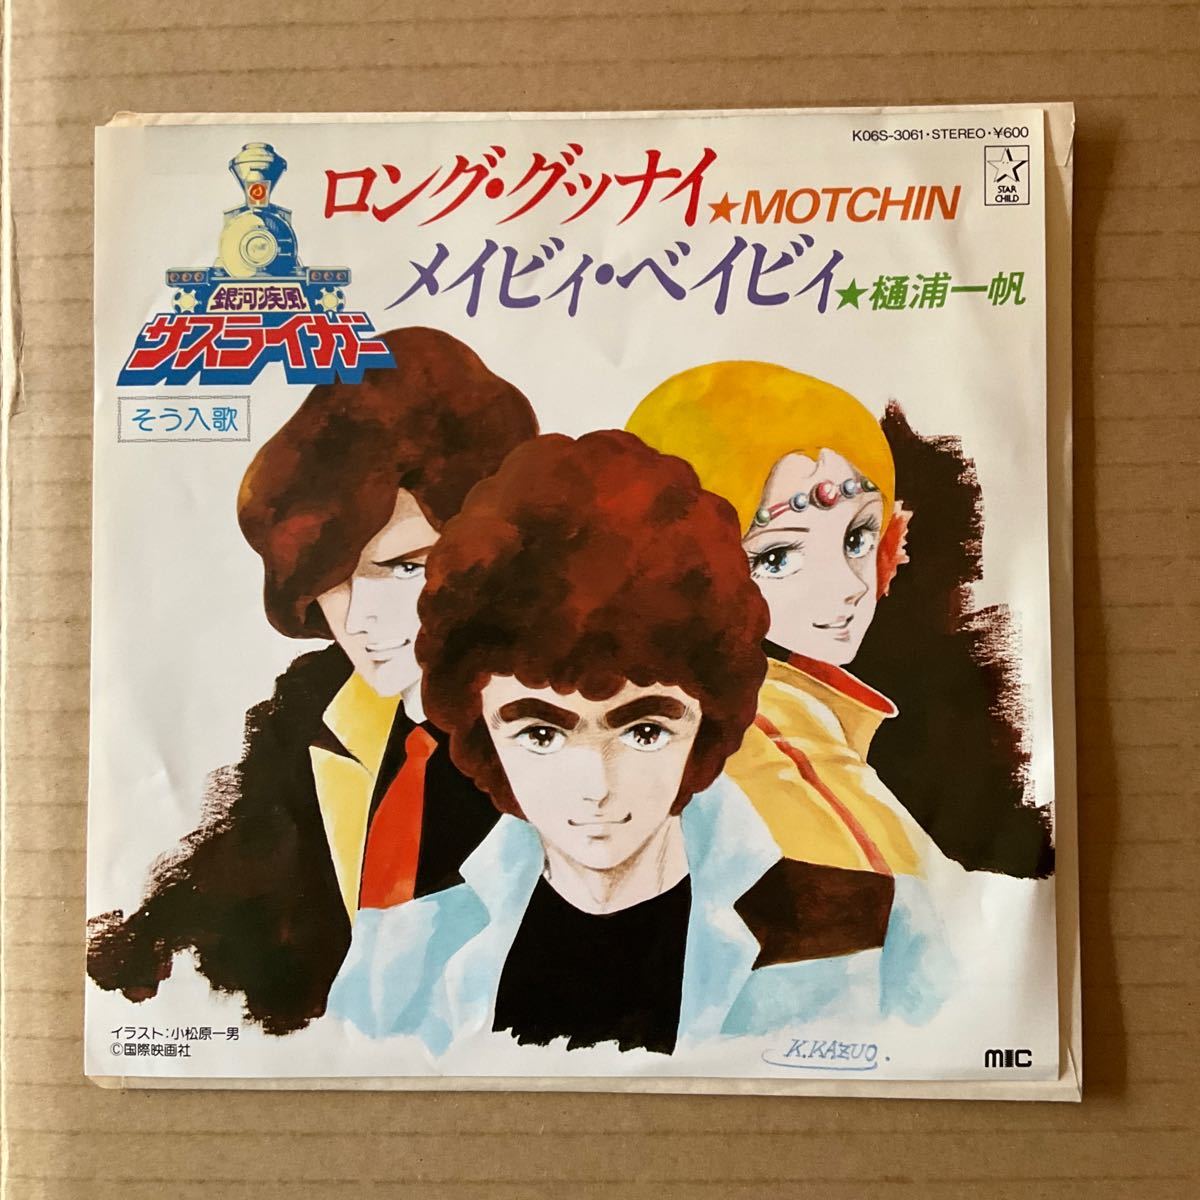 K06S-3061・STEREO・¥600
ロング・グッナイ★MOTCHIN
STAR
CHILD
メイビィ・ベイビィ★樋浦一帆
銀河疾風
サスライガー
そう入歌
イラスト:小松原一男
©国際映画社
K.KAZUO.
MIC